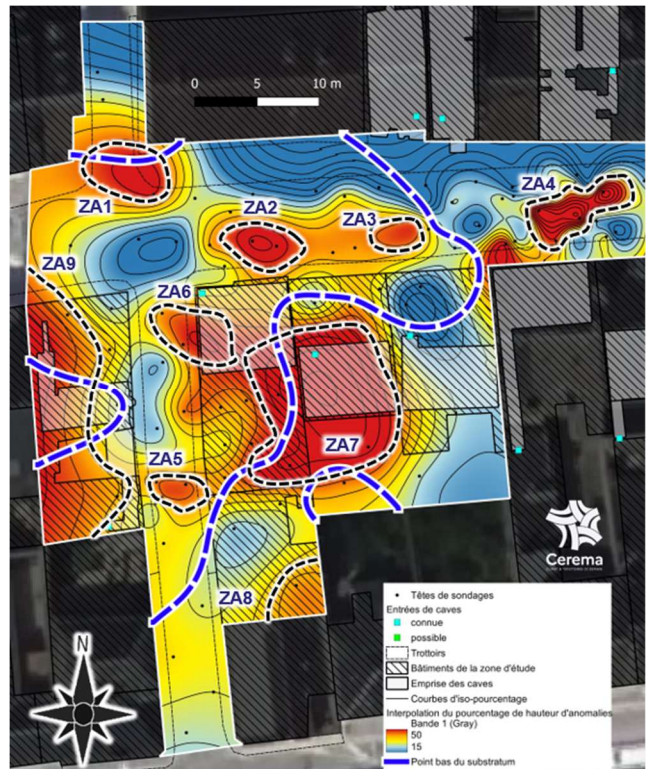 0 5 10 m
ZA1
ZA2
ZA3
ZA4
ZA9
ZA6
ZA7
ZA5
ZA8
N
Cerema
Têtes de sondages
Entrées de caves
connue
possible
Trottoirs
Bâtiments de la zone d'étude
Emprise des caves
Courbes d'iso-pourcentage
Interpolation du pourcentage de hauteur d'anomalies
Bande 1 (Gray)
50
15
Point bas du substratum